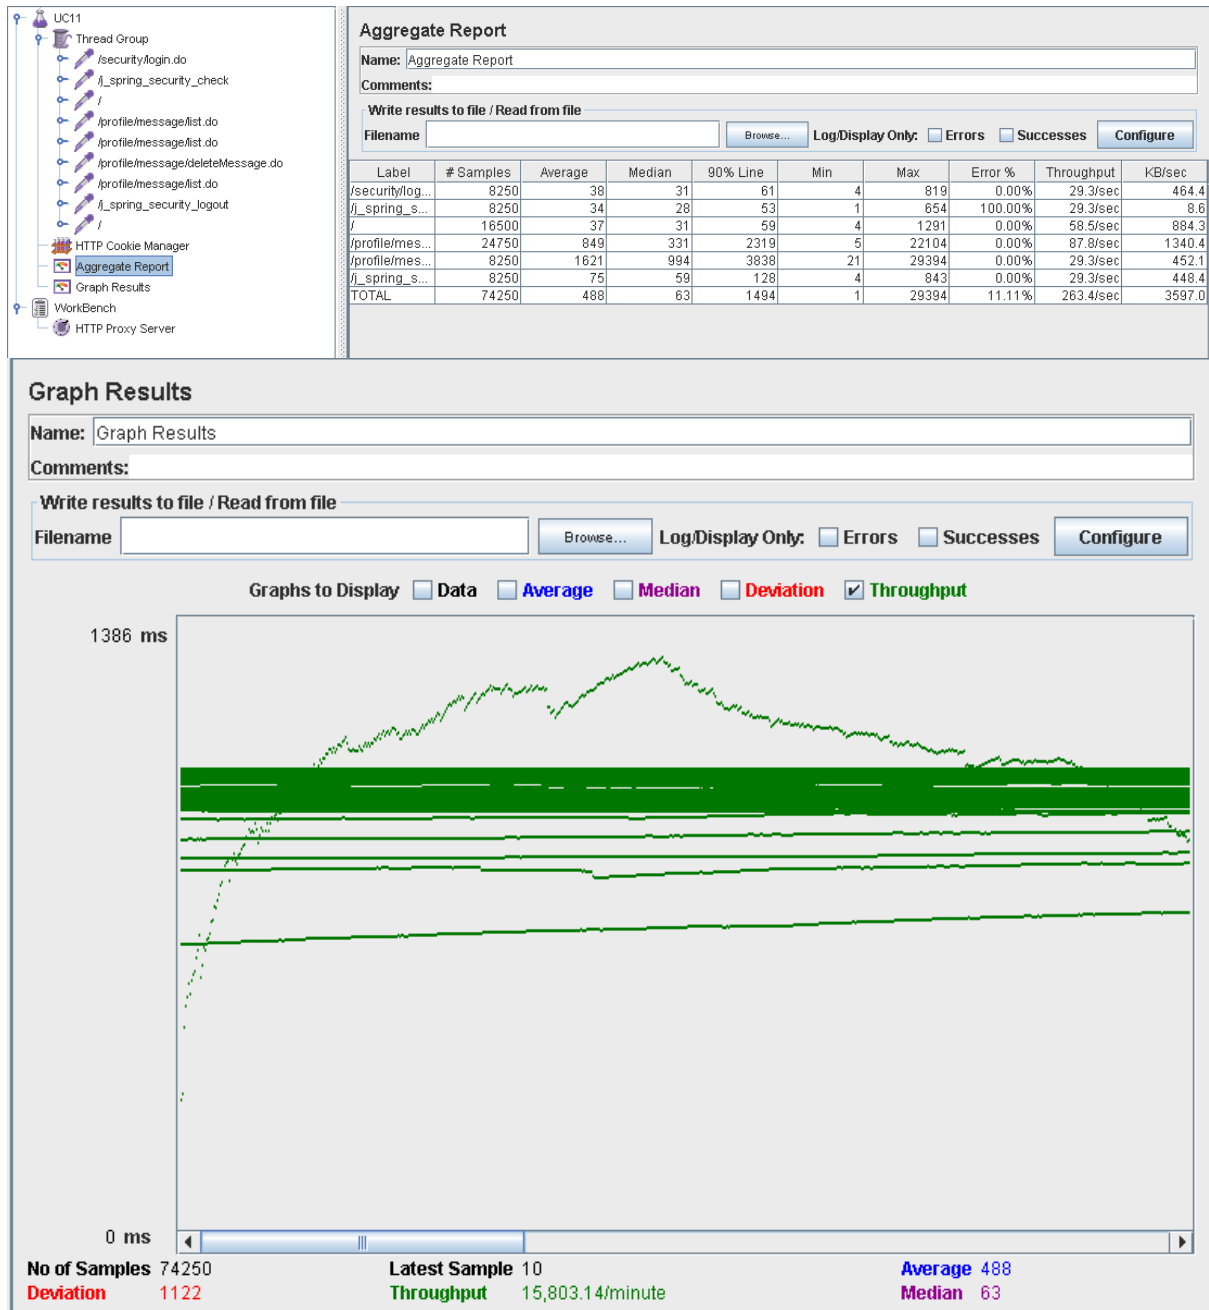 UC11
Thread Group
/security/login.do
/j_spring_security_check
/
/profile/message/list.do
/profile/message/list.do
/profile/message/deleteMessage.do
/profile/message/list.do
/j_spring_security_logout
/
HTTP Cookie Manager
Aggregate Report
Graph Results
WorkBench
HTTP Proxy Server
Aggregate Report
Name: Aggregate Report
Comments:
Write results to file / Read from file
Filename Browse... Log/Display Only: Errors Successes Configure
Label # Samples Average Median 90% Line Min Max Error % Throughput KB/sec
/security/log... 8250 38 31 61 4 819 0.00% 29.3/sec 464.4
/j_spring_s... 8250 34 28 53 1 654 100.00% 29.3/sec 8.6
/ 16500 37 31 59 4 1291 0.00% 58.5/sec 884.3
/profile/mes... 24750 849 331 2319 5 22104 0.00% 87.8/sec 1340.4
/profile/mes... 8250 1621 994 3838 21 29394 0.00% 29.3/sec 452.1
/j_spring_s... 8250 75 59 128 4 843 0.00% 29.3/sec 448.4
TOTAL 74250 488 63 1494 1 29394 11.11% 263.4/sec 3597.0
Graph Results
Name: Graph Results
Comments:
Write results to file / Read from file
Filename Browse... Log/Display Only: Errors Successes Configure
Graphs to Display Data Average Median Deviation Throughput
1386 ms
0 ms
No of Samples 74250 Latest Sample 10 Average 488
Deviation 1122 Throughput 15,803.14/minute Median 63